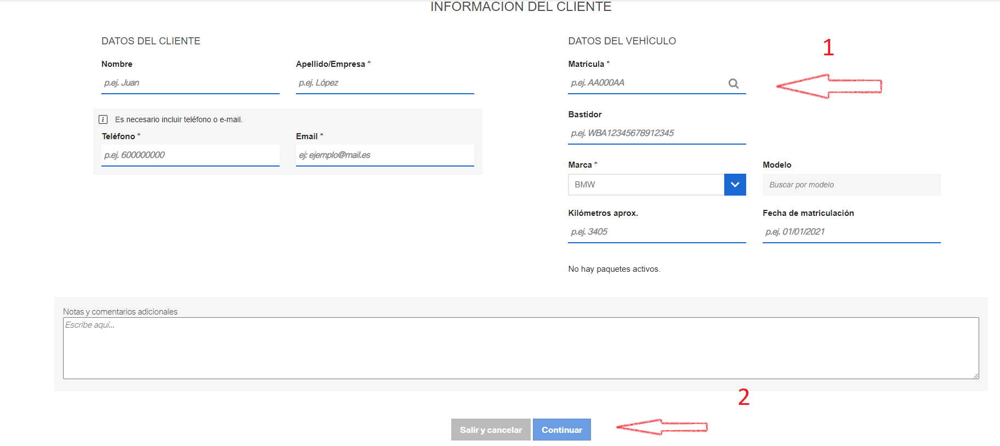 INFORMACION DEL CLIENTE
DATOS DEL CLIENTE
Nombre
p.ej. Juan
Apellido/Empresa *
p.ej. López
Es necesario incluir teléfono o e-mail.
Teléfono *
p.ej. 600000000
Email *
ej: ejemplo@mail.es
DATOS DEL VEHÍCULO
1
Matrícula *
p.ej. AA000AA
Bastidor
p.ej. WBA12345678912345
Marca *
BMW
Modelo
Buscar por modelo
Kilómetros aprox.
p.ej. 3405
Fecha de matriculación
p.ej. 01/01/2021
No hay paquetes activos.
Notas y comentarios adicionales
Escribe aquí...
2
Salir y cancelar
Continuar